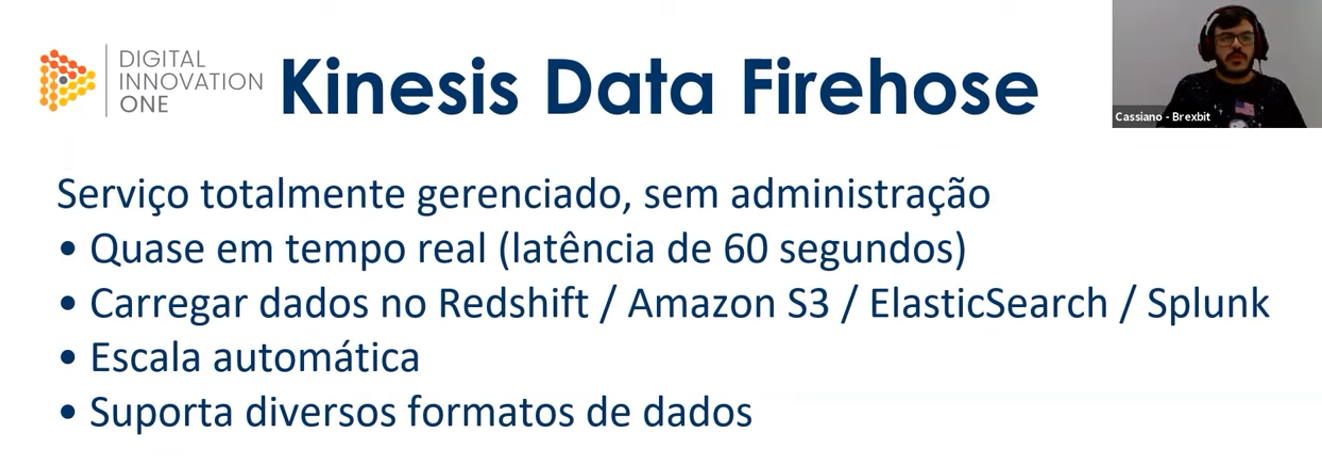 DIGITAL
INNOVATION
ONE
Kinesis Data Firehose
Cassiano - Brexbit
Serviço totalmente gerenciado, sem administração
• Quase em tempo real (latência de 60 segundos)
• Carregar dados no Redshift / Amazon S3 / ElasticSearch / Splunk
• Escala automática
• Suporta diversos formatos de dados